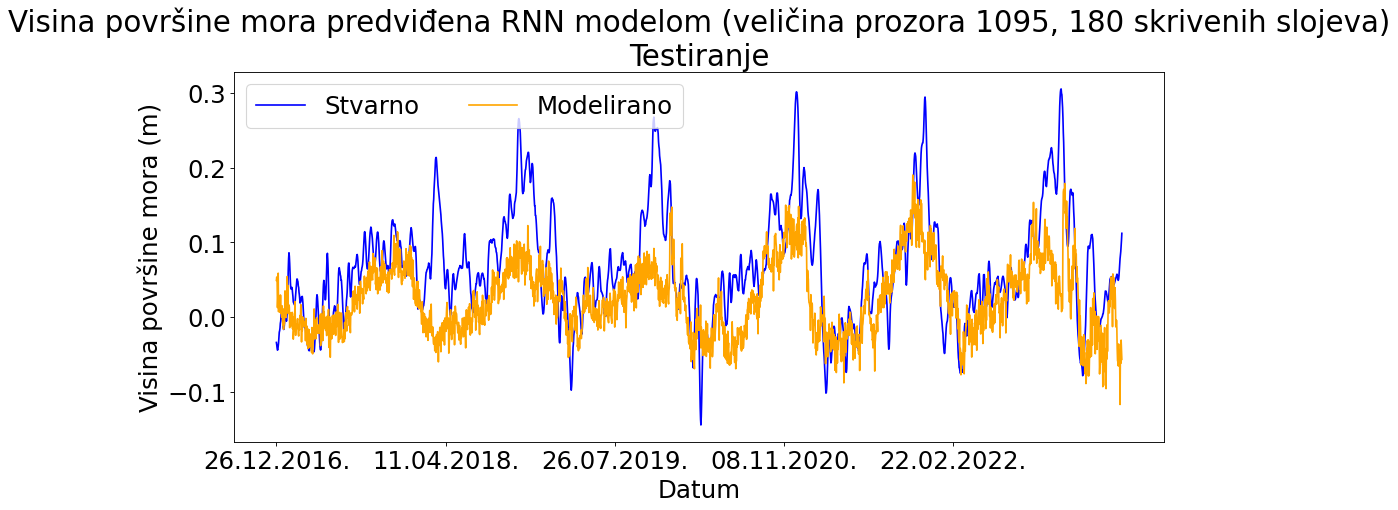 Visina površine mora predviđena RNN modelom (veličina prozora 1095, 180 skrivenih slojeva)
Testiranje
Stvarno
Modelirano
Visina površine mora (m)
0.3
0.2
0.1
0.0
−0.1
26.12.2016.
11.04.2018.
26.07.2019.
08.11.2020.
22.02.2022.
Datum